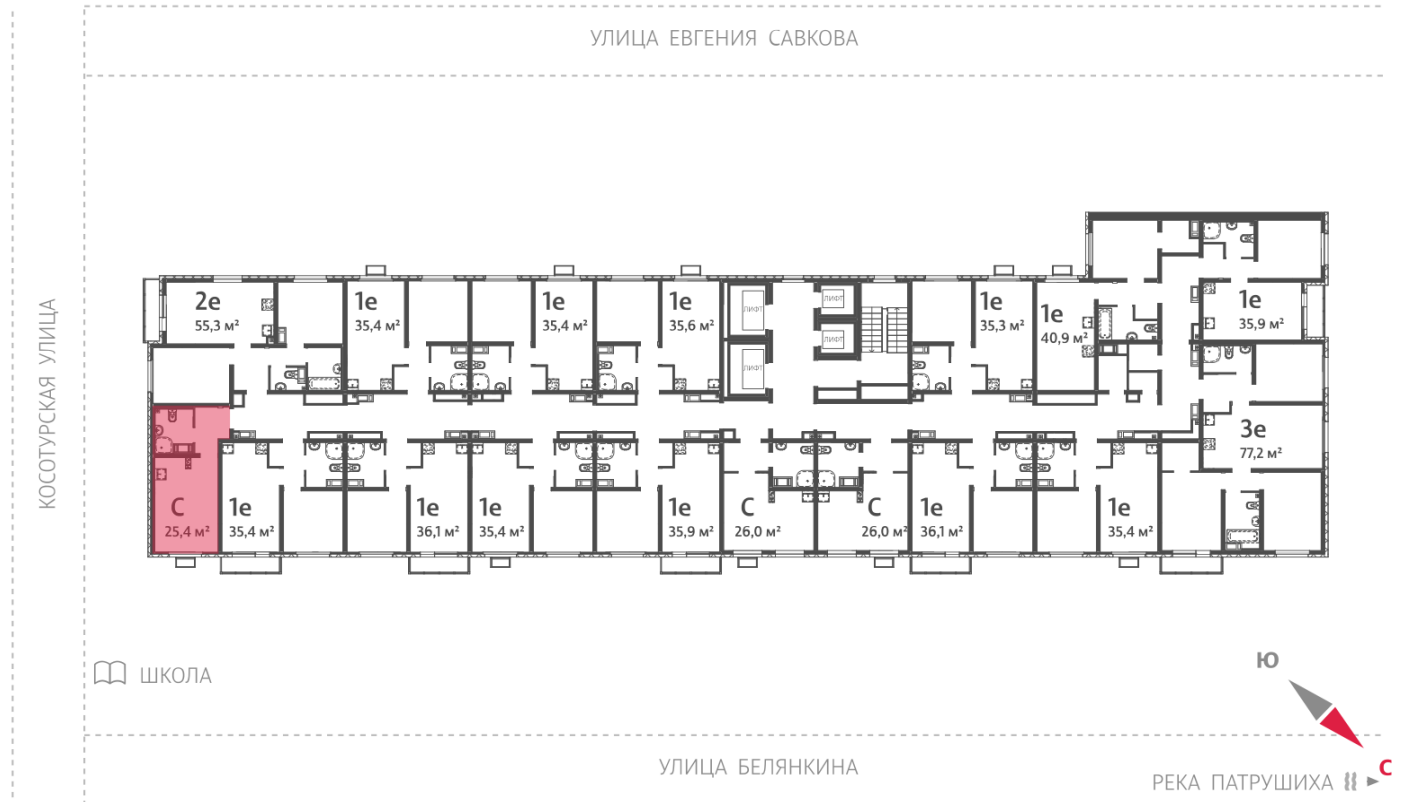 УЛИЦА ЕВГЕНИЯ САВКОВА
КОСОТУРСКАЯ УЛИЦА
2е
55,3 м²
1е
35,4 м²
1е
35,4 м²
1е
35,6 м²
ЛИФТ
ЛИФТ
ЛИФТ
ЛИФТ
1е
35,3 м²
1е
40,9 м²
1е
35,9 м²
3е
77,2 м²
С
25,4 м²
1е
35,4 м²
1е
36,1 м²
1е
35,4 м²
1е
35,9 м²
С
26,0 м²
С
26,0 м²
1е
36,1 м²
1е
35,4 м²
ШКОЛА
Ю
С
УЛИЦА БЕЛЯНКИНА
РЕКА ПАТРУШИХА